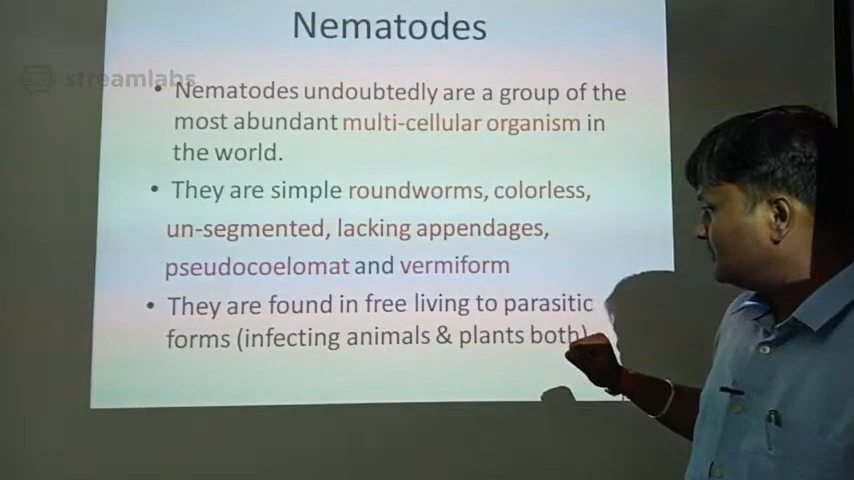 Nematodes
streamlabs
• Nematodes undoubtedly are a group of the
most abundant multi-cellular organism in
the world.
• They are simple roundworms, colorless,
un-segmented, lacking appendages,
pseudocoelomat and vermiform
• They are found in free living to parasitic
forms (infecting animals & plants both)